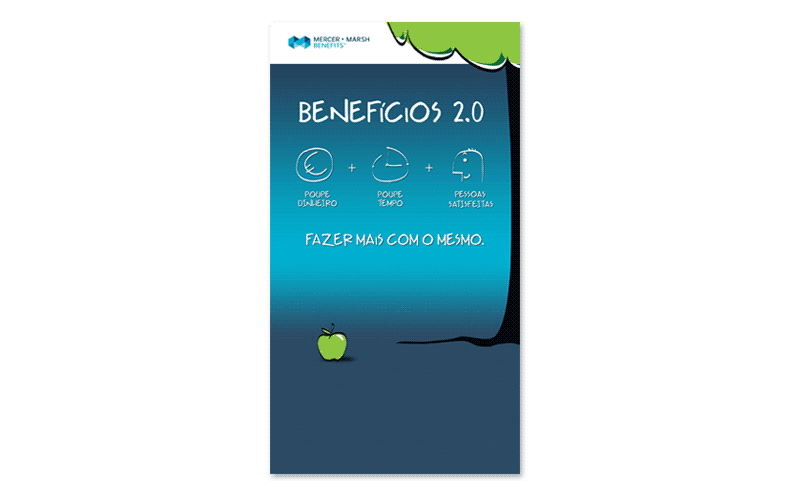 MERCER • MARSH
BENEFITS™
BENEFÍCIOS 2.0
+ +
POUPE DINHEIRO
POUPE TEMPO
PESSOAS SATISFEITAS
FAZER MAIS COM O MESMO.